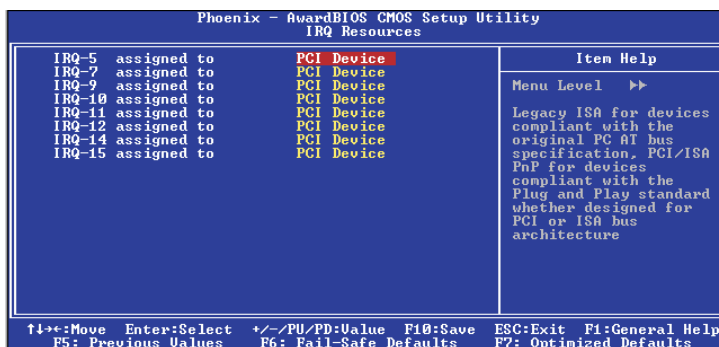 Phoenix - AwardBIOS CMOS Setup Utility
IRQ Resources
IRQ-5 assigned to PCI Device
IRQ-7 assigned to PCI Device
IRQ-9 assigned to PCI Device
IRQ-10 assigned to PCI Device
IRQ-11 assigned to PCI Device
IRQ-12 assigned to PCI Device
IRQ-14 assigned to PCI Device
IRQ-15 assigned to PCI Device
Item Help
Menu Level ▶▶
Legacy ISA for devices
compliant with the
original PC AT bus
specification, PCI/ISA
PnP for devices
compliant with the
Plug and Play standard
whether designed for
PCI or ISA bus
architecture
↑↓→←:Move Enter:Select +/-/PU/PD:Value F10:Save ESC:Exit F1:General Help
F5: Previous Values F6: Fail-Safe Defaults F7: Optimized Defaults